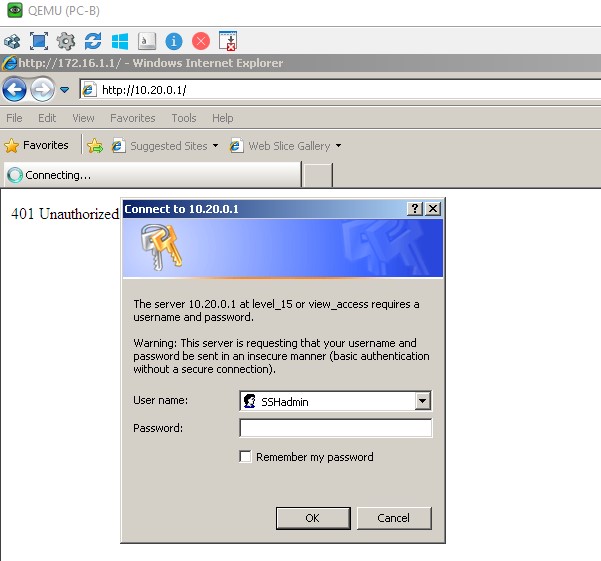 QEMU (PC-B)
http://172.16.1.1/ - Windows Internet Explorer
http://10.20.0.1/
File Edit View Favorites Tools Help
Favorites Suggested Sites Web Slice Gallery
Connecting...
401 Unauthorized
Connect to 10.20.0.1
The server 10.20.0.1 at level_15 or view_access requires a
username and password.
Warning: This server is requesting that your username and
password be sent in an insecure manner (basic authentication
without a secure connection).
User name: SSHadmin
Password:
Remember my password
OK Cancel